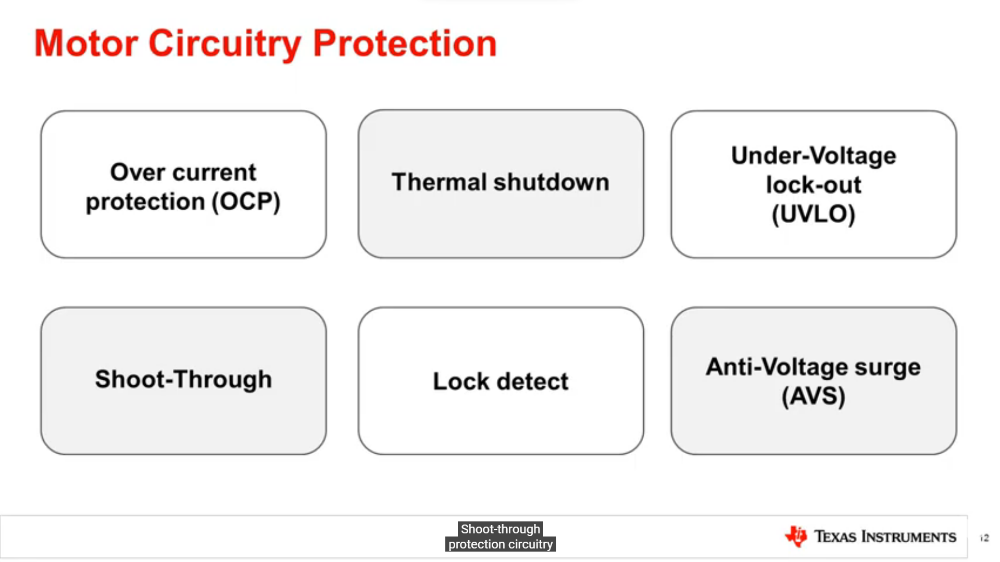 Motor Circuitry Protection
Over current
protection (OCP)
Thermal shutdown
Under-Voltage
lock-out
(UVLO)
Shoot-Through
Lock detect
Anti-Voltage surge
(AVS)
Shoot-through
protection circuitry
TEXAS INSTRUMENTS
12